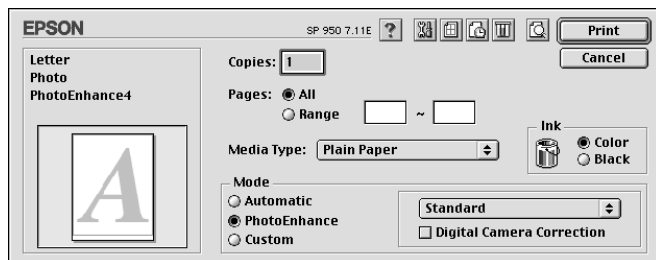 EPSON SP 950 7.11E ? Print
Cancel
Letter
Photo
PhotoEnhance4
A
Copies: 1
Pages: All
Range ~
Media Type: Plain Paper
Ink
Color
Black
Mode
Automatic
PhotoEnhance
Custom
Standard
Digital Camera Correction